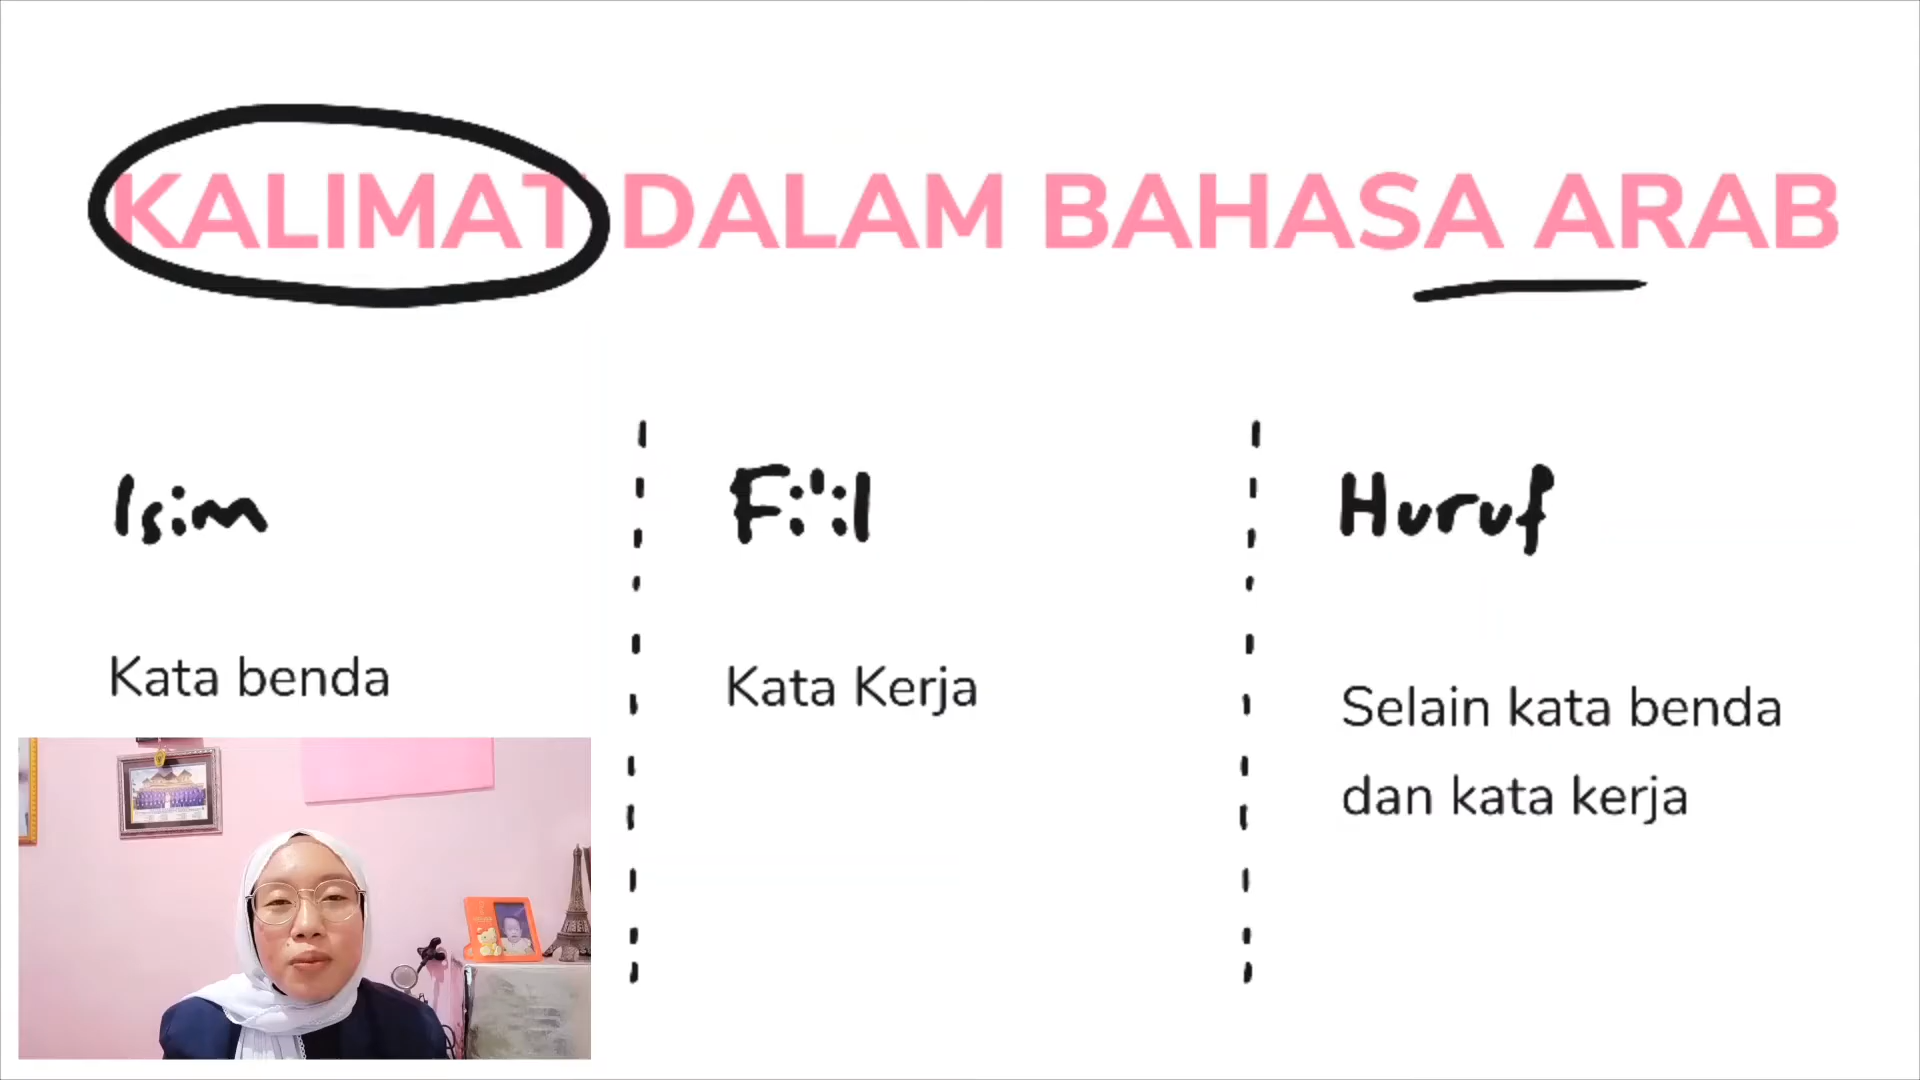 KALIMAT DALAM BAHASA ARAB
Isim
Fi'il
Huruf
Kata benda
Kata Kerja
Selain kata benda
dan kata kerja